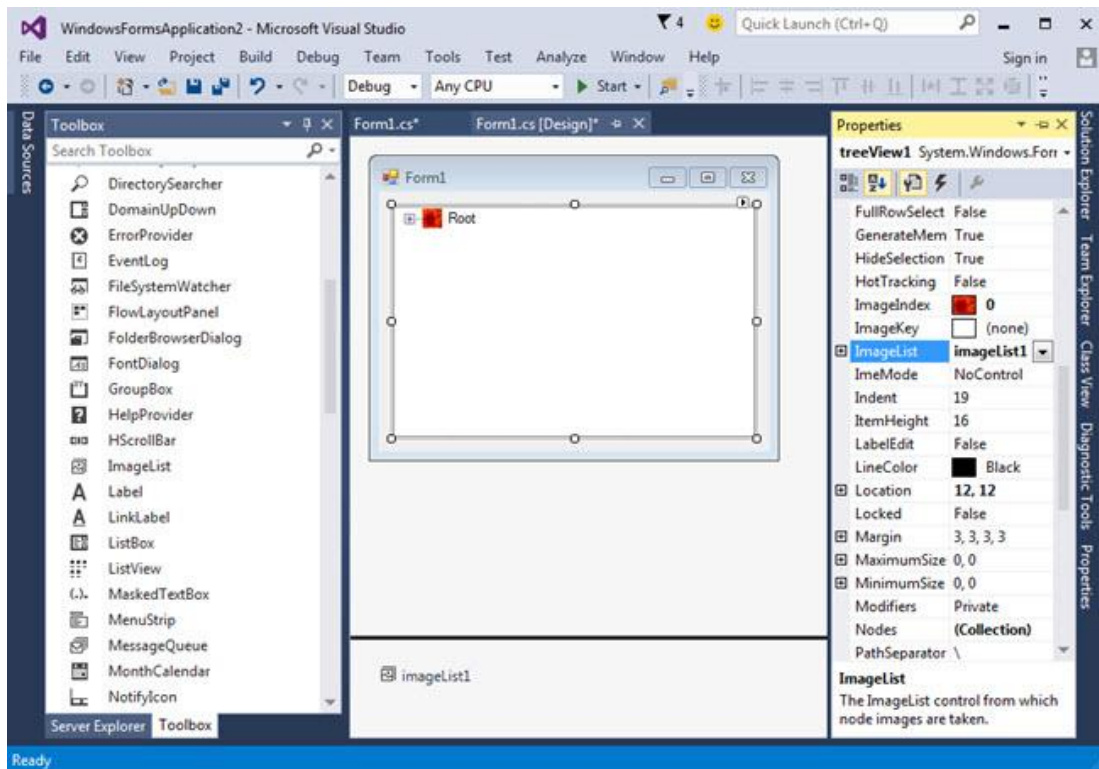 WindowsFormsApplication2 - Microsoft Visual Studio
4
Quick Launch (Ctrl+Q)
File Edit View Project Build Debug Team Tools Test Analyze Window Help
Sign in
Debug Any CPU Start
Data Sources
Toolbox
Search Toolbox
DirectorySearcher
DomainUpDown
ErrorProvider
EventLog
FileSystemWatcher
FlowLayoutPanel
FolderBrowserDialog
FontDialog
GroupBox
HelpProvider
HScrollBar
ImageList
Label
LinkLabel
ListBox
ListView
MaskedTextBox
MenuStrip
MessageQueue
MonthCalendar
NotifyIcon
Server Explorer Toolbox
Form1.cs* Form1.cs [Design]*
Form1
Root
imageList1
Properties
treeView1 System.Windows.Forr
FullRowSelect False
GenerateMem True
HideSelection True
HotTracking False
ImageIndex 0
ImageKey (none)
ImageList imageList1
ImeMode NoControl
Indent 19
ItemHeight 16
LabelEdit False
LineColor Black
Location 12, 12
Locked False
Margin 3, 3, 3, 3
MaximumSize 0, 0
MinimumSize 0, 0
Modifiers Private
Nodes (Collection)
PathSeparator \
ImageList
The ImageList control from which
node images are taken.
Solution Explorer
Team Explorer
Class View
Diagnostic Tools
Properties
Ready